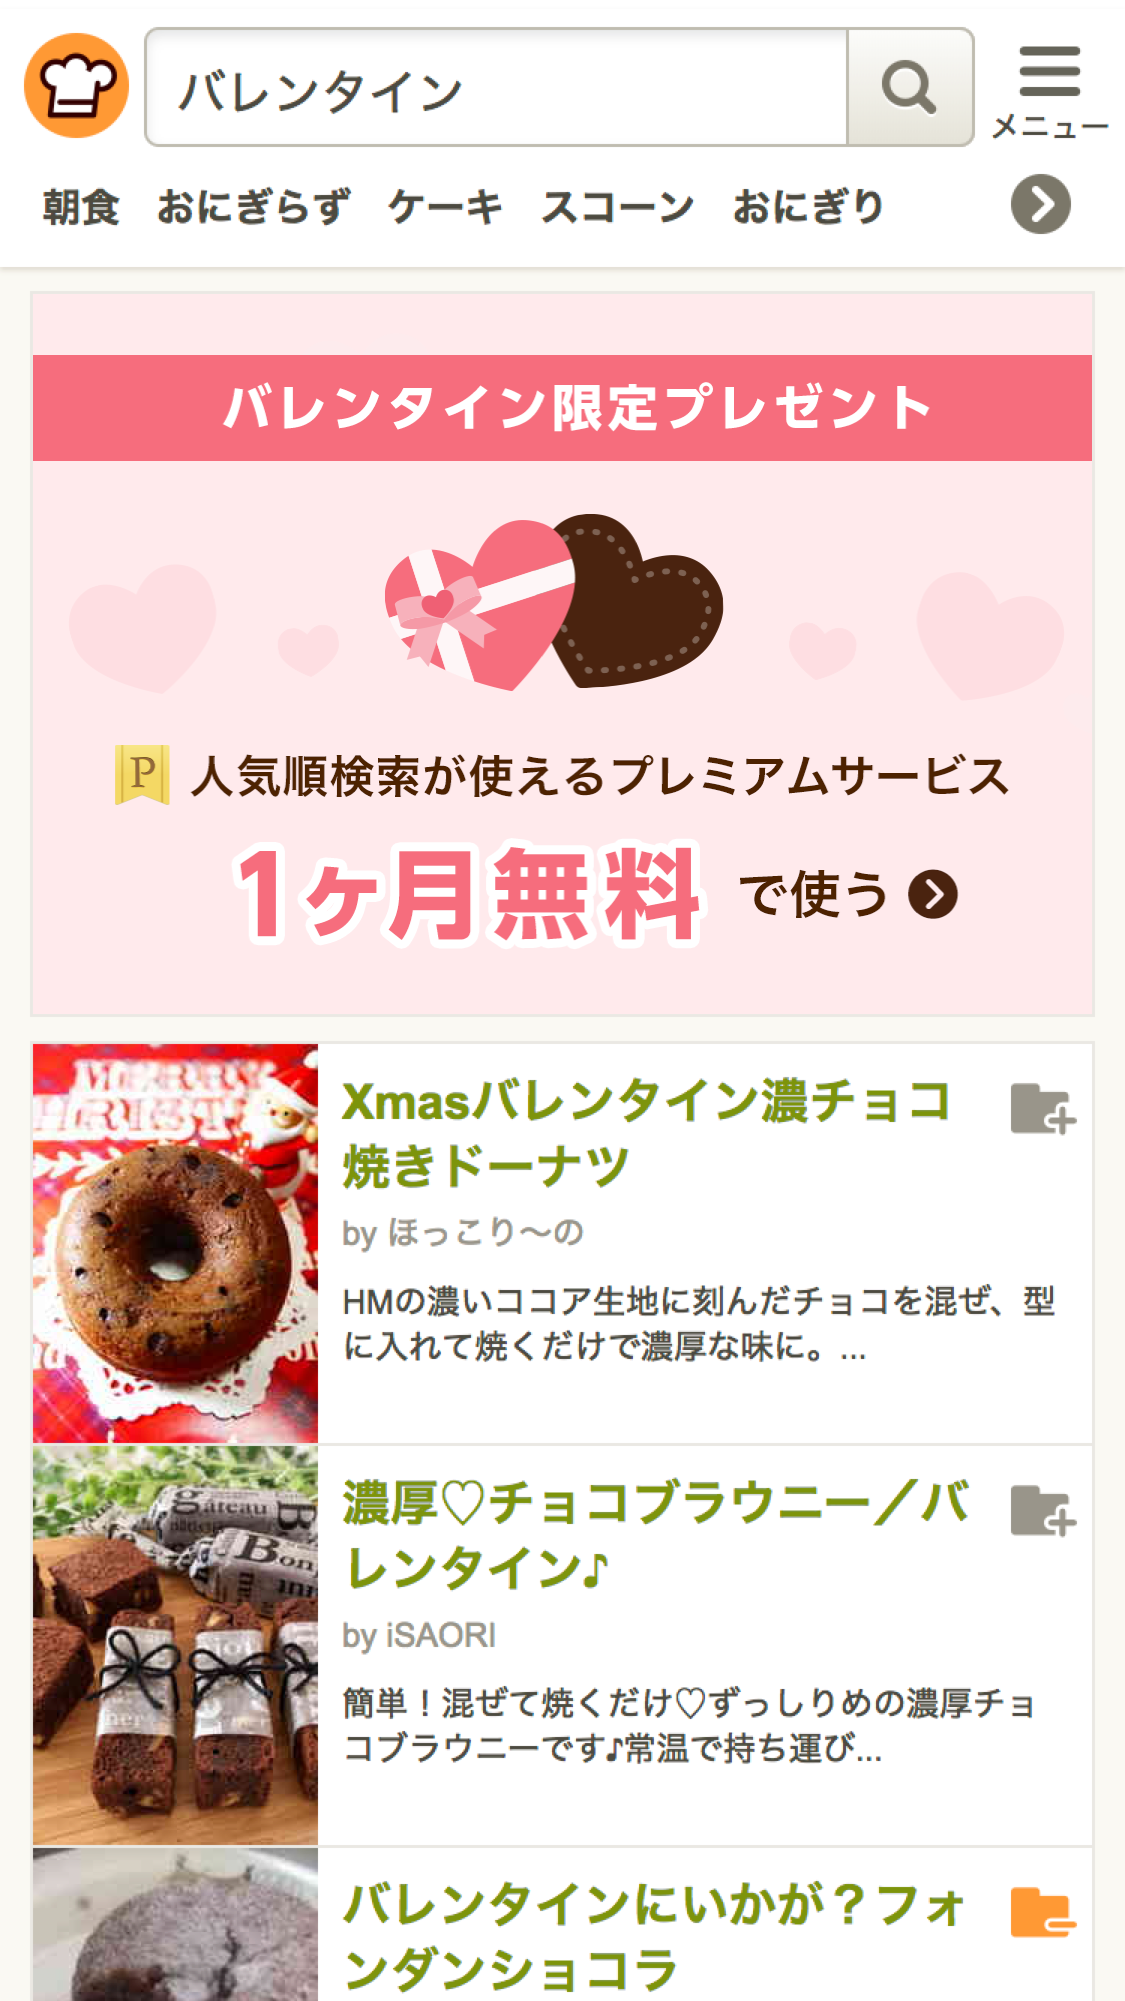 バレンタイン
メニュー
朝食 おにぎらず ケーキ スコーン おにぎり
バレンタイン限定プレゼント
P 人気順検索が使えるプレミアムサービス
1ヶ月無料 で使う
MERRY
Xmasバレンタイン濃チョコ
焼きドーナツ
by ほっこり〜の
HMの濃いココア生地に刻んだチョコを混ぜ、型
に入れて焼くだけで濃厚な味に。...
gateau
Bon
濃厚♡チョコブラウニー／バ
レンタイン♪
by iSAORI
簡単！混ぜて焼くだけ♡ずっしりめの濃厚チョ
コブラウニーです♪常温で持ち運び...
バレンタインにいかが？フォ
ンダンショコラ